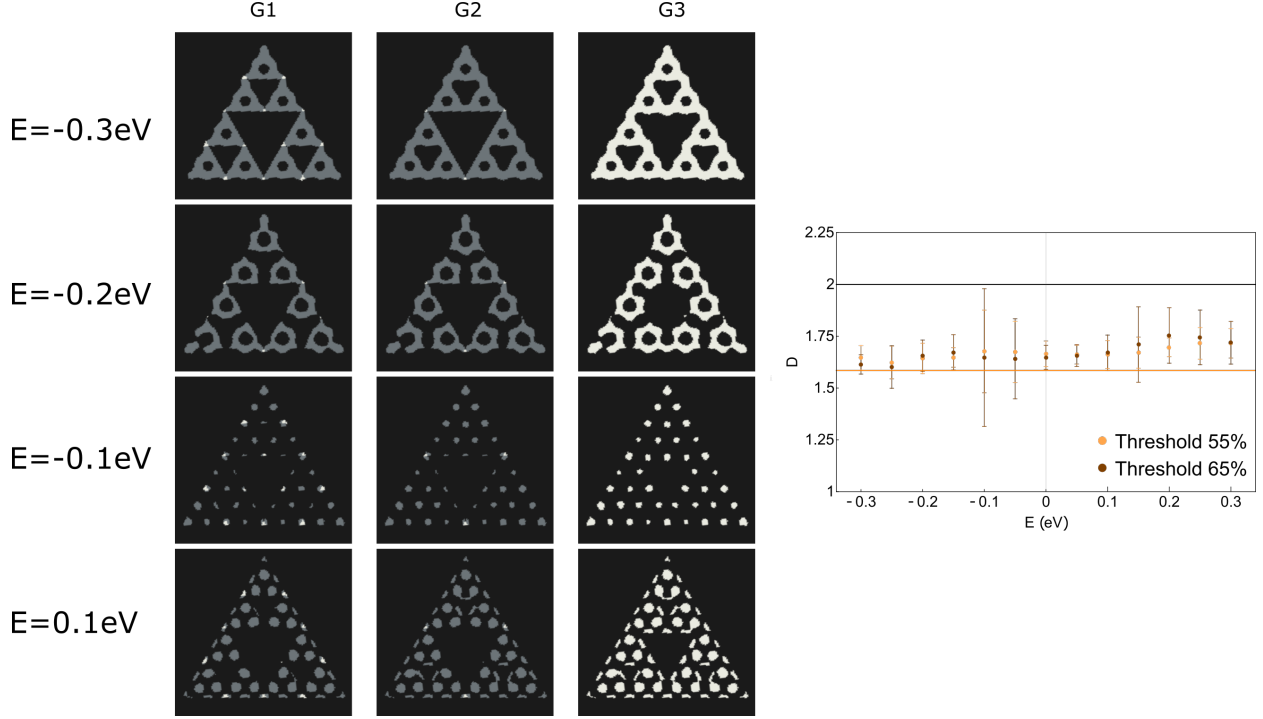 G1 G2 G3
E=-0.3eV
E=-0.2eV
E=-0.1eV
E=0.1eV
2.25
2
1.75
1.5
1.25
1
D
Threshold 55%
Threshold 65%
-0.3 -0.2 -0.1 0 0.1 0.2 0.3
E (eV)